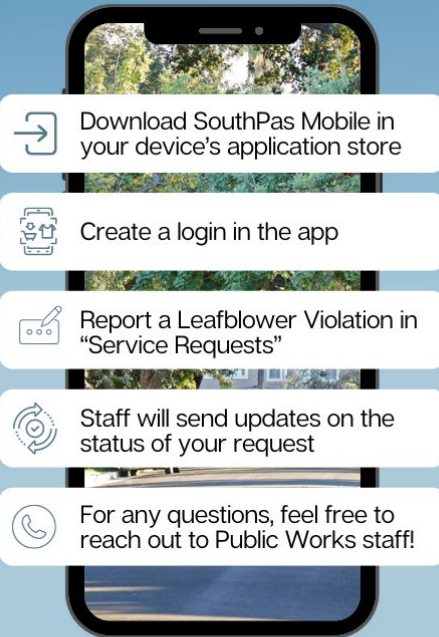 Download SouthPas Mobile in
your device's application store
Create a login in the app
Report a Leafblower Violation in
“Service Requests”
Staff will send updates on the
status of your request
For any questions, feel free to
reach out to Public Works staff!